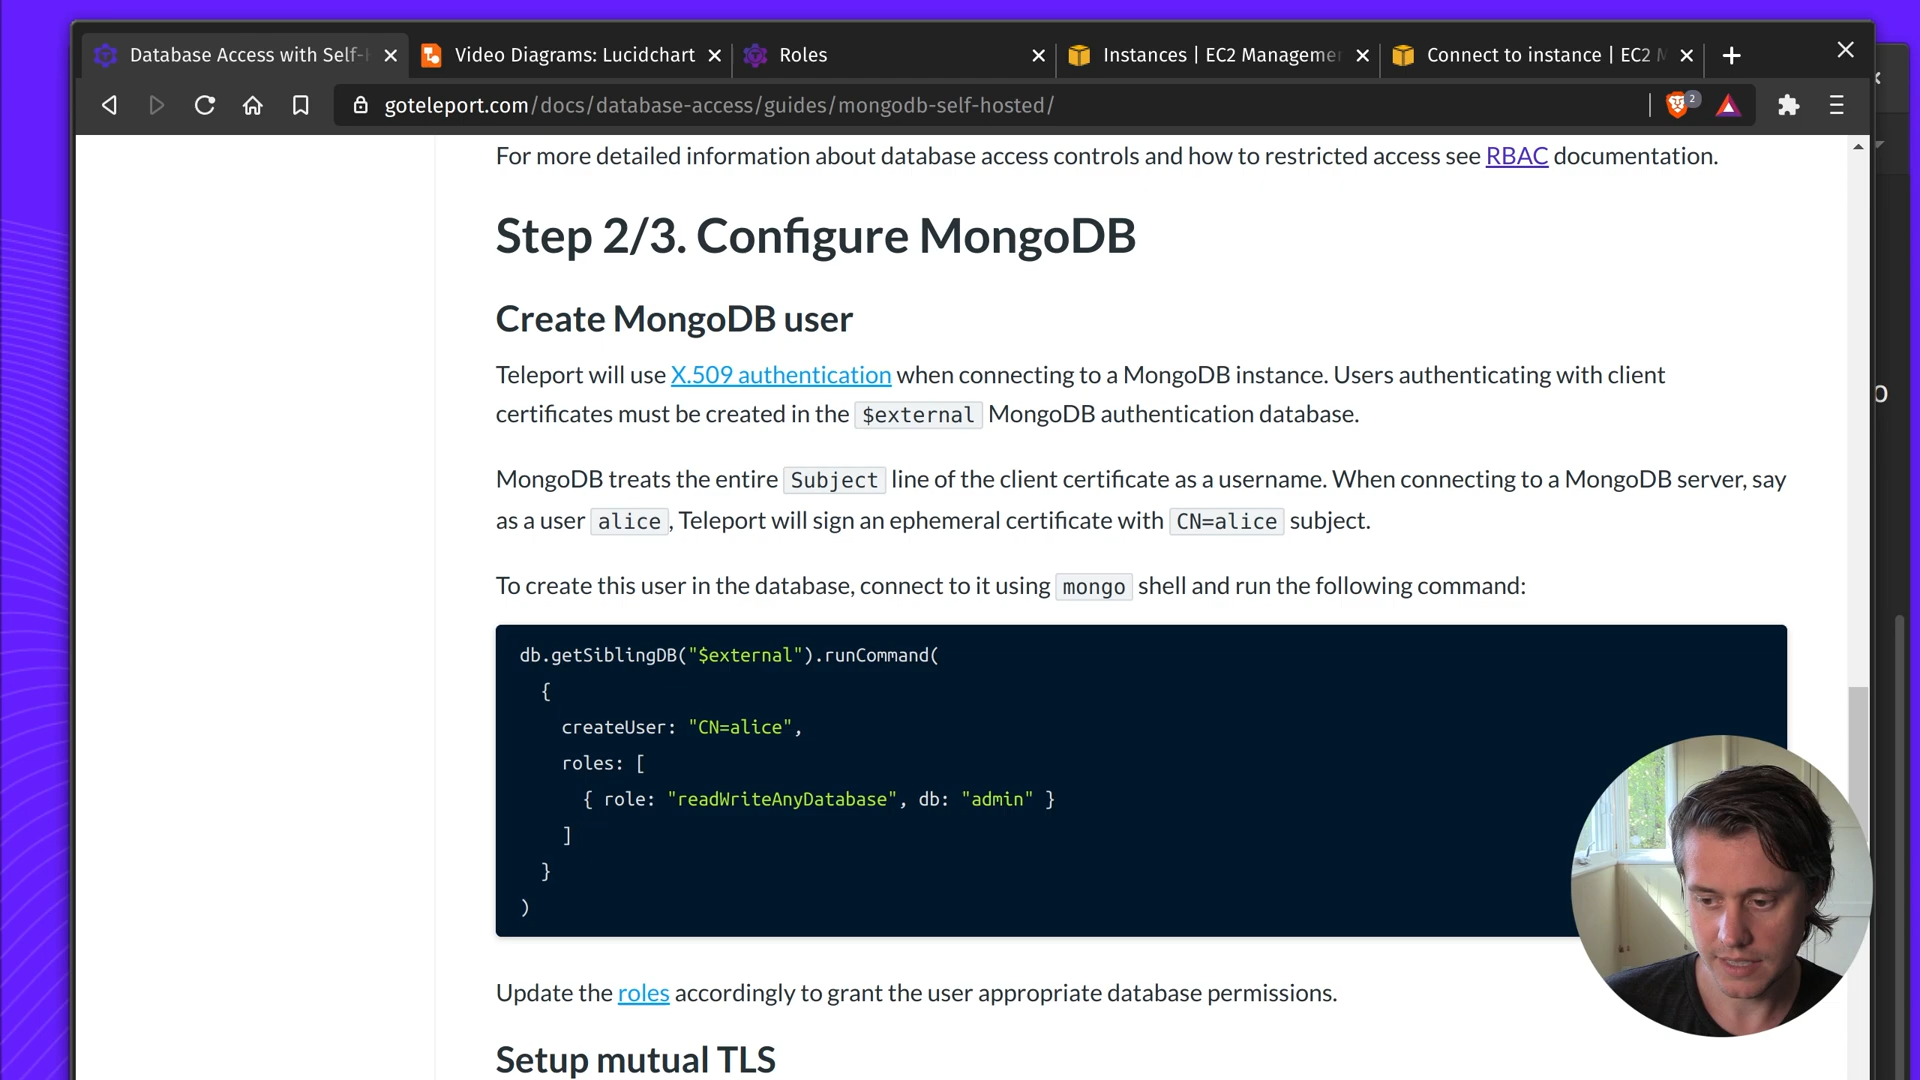 Database Access with Self-H
Video Diagrams: Lucidchart
Roles
Instances | EC2 Manageme
Connect to instance | EC2 M
goteleport.com/docs/database-access/guides/mongodb-self-hosted/
2
For more detailed information about database access controls and how to restricted access see RBAC documentation.
Step 2/3. Configure MongoDB
Create MongoDB user
Teleport will use X.509 authentication when connecting to a MongoDB instance. Users authenticating with client
certificates must be created in the $external MongoDB authentication database.
MongoDB treats the entire Subject line of the client certificate as a username. When connecting to a MongoDB server, say
as a user alice, Teleport will sign an ephemeral certificate with CN=alice subject.
To create this user in the database, connect to it using mongo shell and run the following command:
db.getSiblingDB("$external").runCommand(
{
createUser: "CN=alice",
roles: [
{ role: "readWriteAnyDatabase", db: "admin" }
]
}
)
Update the roles accordingly to grant the user appropriate database permissions.
Setup mutual TLS